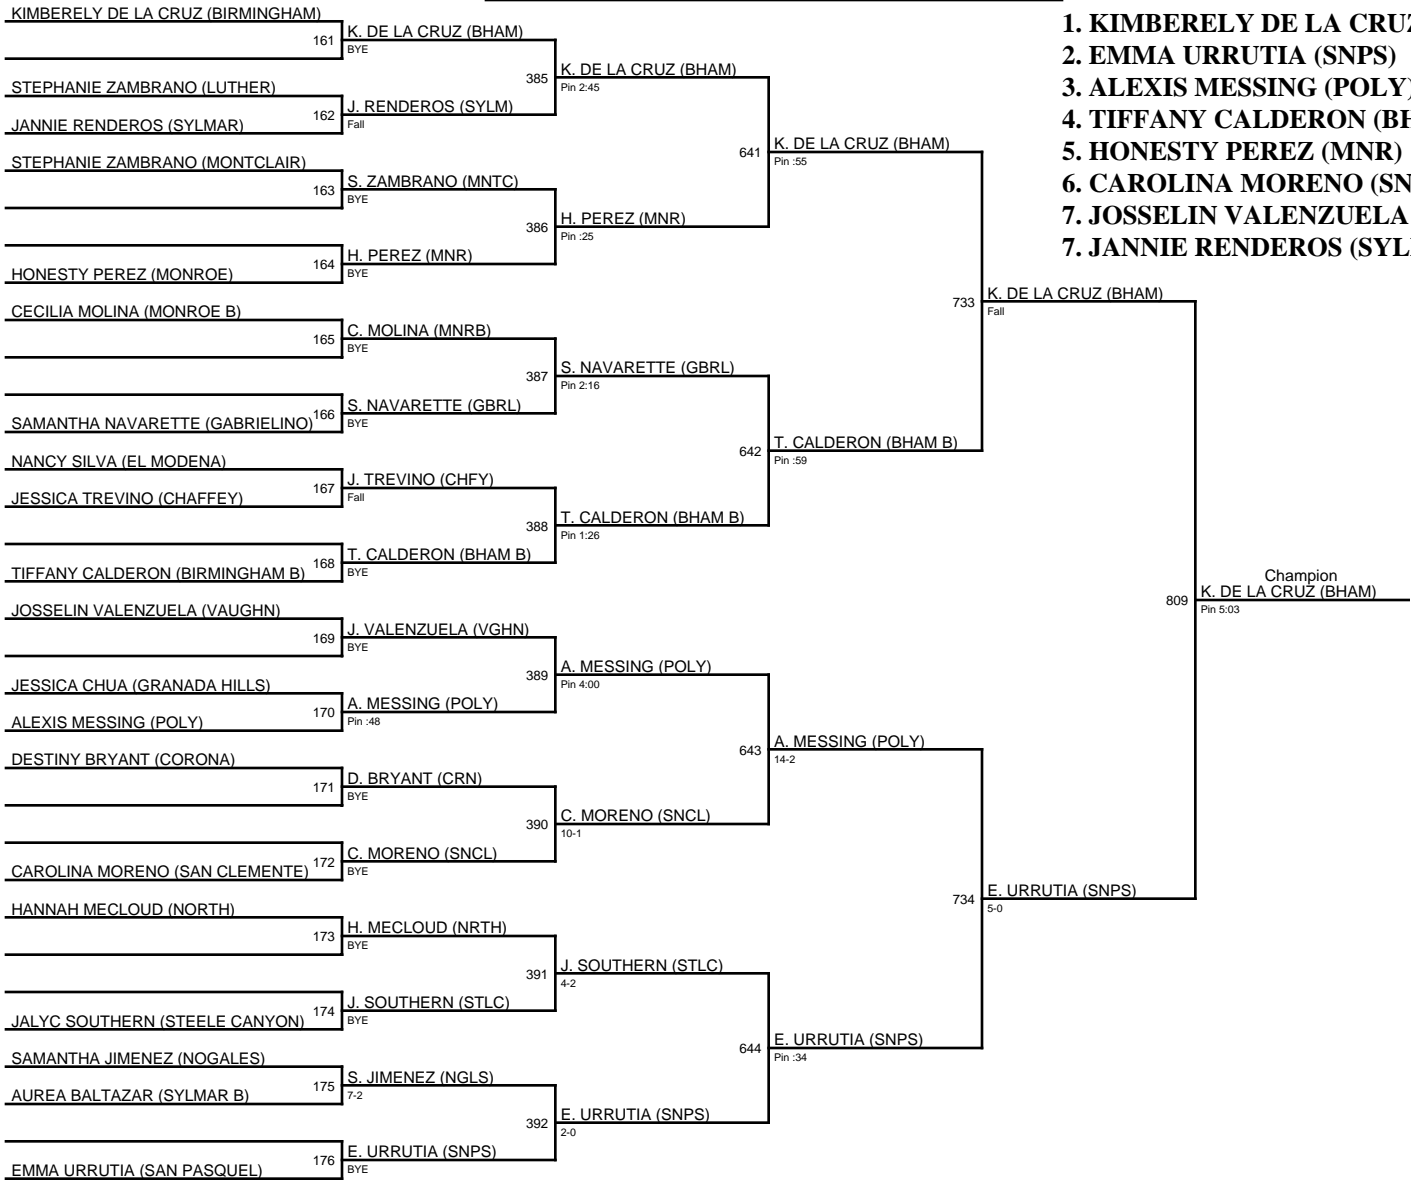 KIMBERELY DE LA CRUZ (BIRMINGHAM)
161
K. DE LA CRUZ (BHAM)
BYE
STEPHANIE ZAMBRANO (LUTHER)
JANNIE RENDEROS (SYLMAR)
162
J. RENDEROS (SYLM)
Fall
385
K. DE LA CRUZ (BHAM)
Pin 2:45
STEPHANIE ZAMBRANO (MONTCLAIR)
163
S. ZAMBRANO (MNTC)
BYE
HONESTY PEREZ (MONROE)
164
H. PEREZ (MNR)
BYE
386
H. PEREZ (MNR)
Pin :25
641
K. DE LA CRUZ (BHAM)
Pin :55
CECILIA MOLINA (MONROE B)
165
C. MOLINA (MNRB)
BYE
SAMANTHA NAVARETTE (GABRIELINO)
166
S. NAVARETTE (GBRL)
BYE
387
S. NAVARETTE (GBRL)
Pin 2:16
NANCY SILVA (EL MODENA)
JESSICA TREVINO (CHAFFEY)
167
J. TREVINO (CHFY)
Fall
TIFFANY CALDERON (BIRMINGHAM B)
168
T. CALDERON (BHAM B)
BYE
388
T. CALDERON (BHAM B)
Pin 1:26
642
T. CALDERON (BHAM B)
Pin :59
733
K. DE LA CRUZ (BHAM)
Fall
JOSSELIN VALENZUELA (VAUGHN)
169
J. VALENZUELA (VGHN)
BYE
JESSICA CHUA (GRANADA HILLS)
ALEXIS MESSING (POLY)
170
A. MESSING (POLY)
Pin :48
389
A. MESSING (POLY)
Pin 4:00
DESTINY BRYANT (CORONA)
171
D. BRYANT (CRN)
BYE
CAROLINA MORENO (SAN CLEMENTE)
172
C. MORENO (SNCL)
BYE
390
C. MORENO (SNCL)
10-1
643
A. MESSING (POLY)
14-2
HANNAH MECLOUD (NORTH)
173
H. MECLOUD (NRTH)
BYE
JALYC SOUTHERN (STEELE CANYON)
174
J. SOUTHERN (STLC)
BYE
391
J. SOUTHERN (STLC)
4-2
SAMANTHA JIMENEZ (NOGALES)
AUREA BALTAZAR (SYLMAR B)
175
S. JIMENEZ (NGLS)
7-2
EMMA URRUTIA (SAN PASQUEL)
176
E. URRUTIA (SNPS)
BYE
392
E. URRUTIA (SNPS)
2-0
644
E. URRUTIA (SNPS)
Pin :34
734
E. URRUTIA (SNPS)
5-0
809
Champion
K. DE LA CRUZ (BHAM)
Pin 5:03
1. KIMBERELY DE LA CRUZ
2. EMMA URRUTIA (SNPS)
3. ALEXIS MESSING (POLY)
4. TIFFANY CALDERON (BH
5. HONESTY PEREZ (MNR)
6. CAROLINA MORENO (SN
7. JOSSELIN VALENZUELA
7. JANNIE RENDEROS (SYL